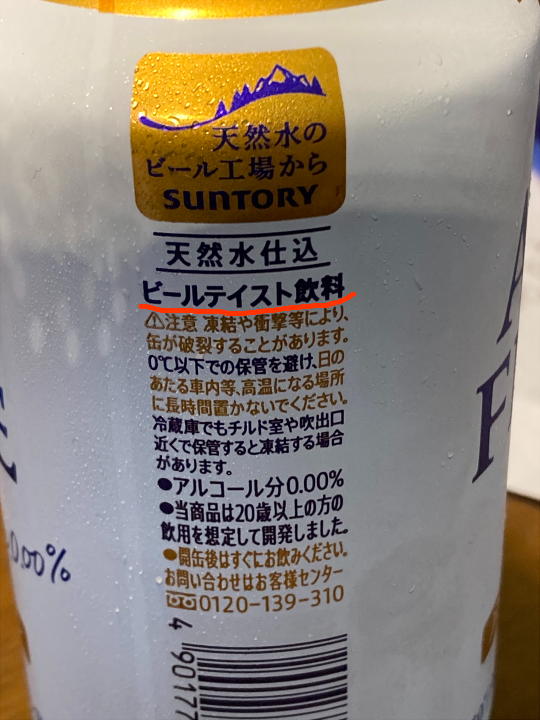 天然水の
ビール工場から
SUNTORY
天然水仕込
ビールテイスト飲料
⚠注意 凍結や衝撃等により、
缶が破裂することがあります。
0℃以下での保管を避け、日の
あたる車内等、高温になる場所
に長時間置かないでください。
冷蔵庫でもチルド室や吹出口
近くで保管すると凍結する場合
があります。
●アルコール分0.00%
●当商品は20歳以上の方の
飲用を想定して開発しました。
●開缶後はすぐにお飲みください。
お問い合わせはお客様センター
0120-139-310
4 90177
0.00%